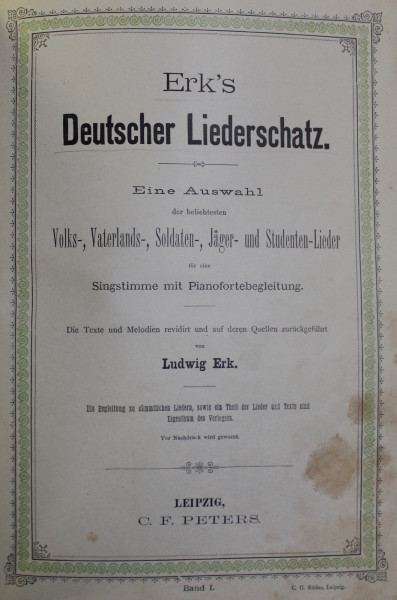 Erk's
Deutscher Liederschatz.
Eine Auswahl
der beliebtesten
Volks-, Vaterlands-, Soldaten-, Jäger- und Studenten-Lieder
für eine
Singstimme mit Pianofortebegleitung.
Die Texte und Melodien revidirt und auf deren Quellen zurückgeführt
von
Ludwig Erk.
Die Begleitung zu sämmtlichen Liedern, sowie ein Theil der Lieder und Texte sind
Eigenthum des Verlegers.
Vor Nachdruck wird gewarnt.
LEIPZIG,
C. F. PETERS.
Band I.
C. G. Röder, Leipzig.